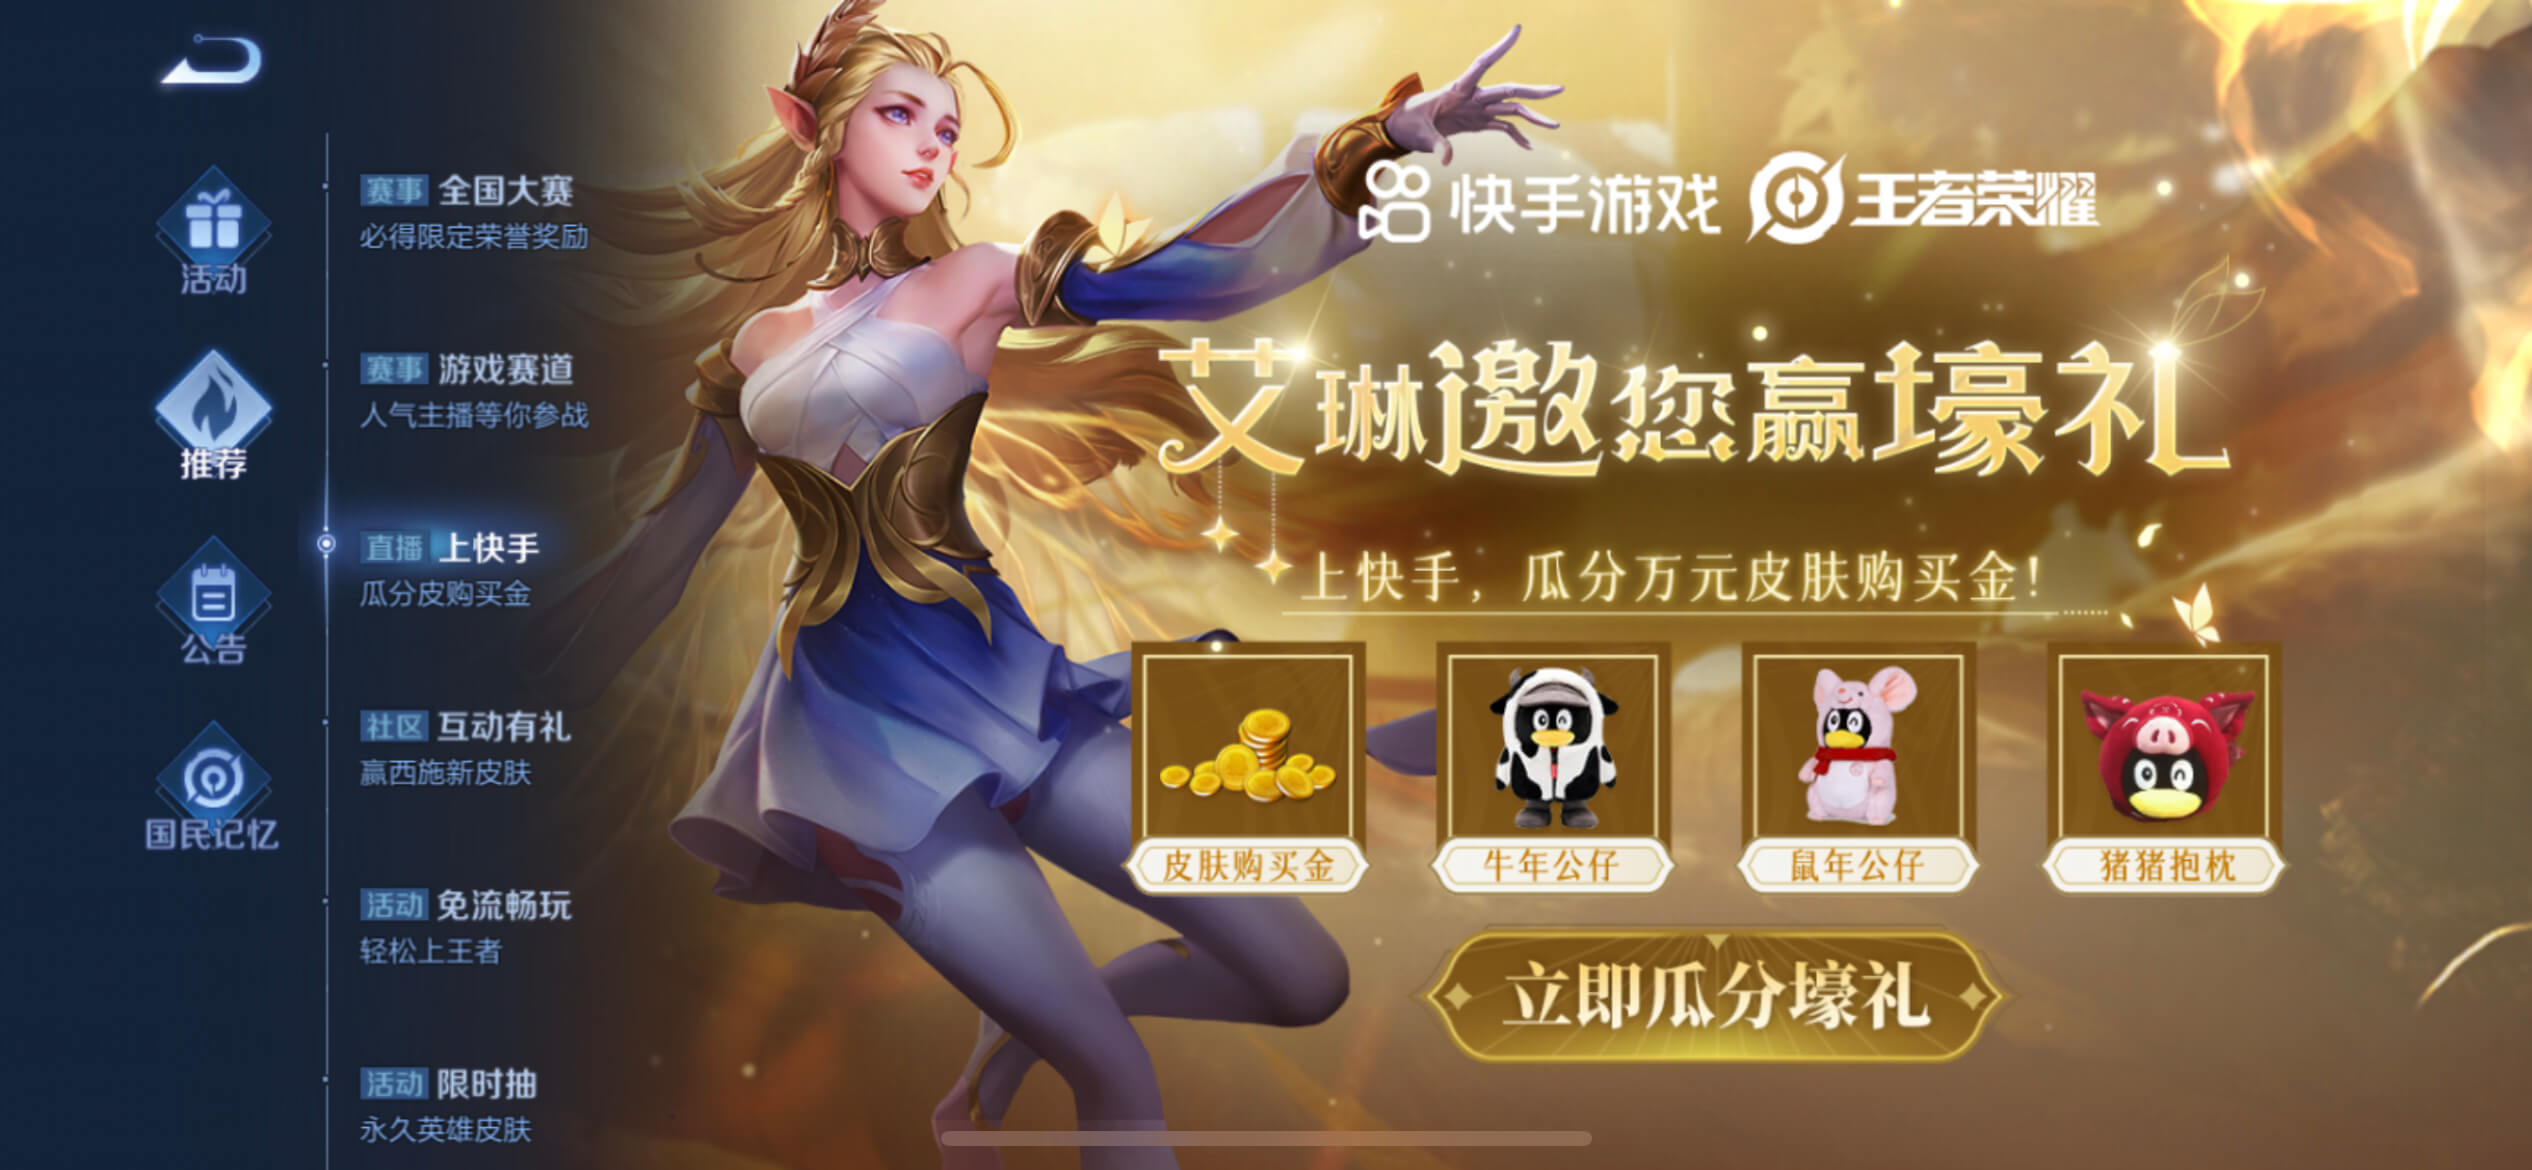 活动
推荐
公告
国民记忆
赛事 全国大赛
必得限定荣誉奖励
赛事 游戏赛道
人气主播等你参战
直播 上快手
瓜分皮购买金
社区 互动有礼
赢西施新皮肤
活动 免流畅玩
轻松上王者
活动 限时抽
永久英雄皮肤
快手游戏 王者荣耀
艾琳邀您赢壕礼
上快手，瓜分万元皮肤购买金！
皮肤购买金
牛年公仔
鼠年公仔
猪猪抱枕
立即瓜分壕礼